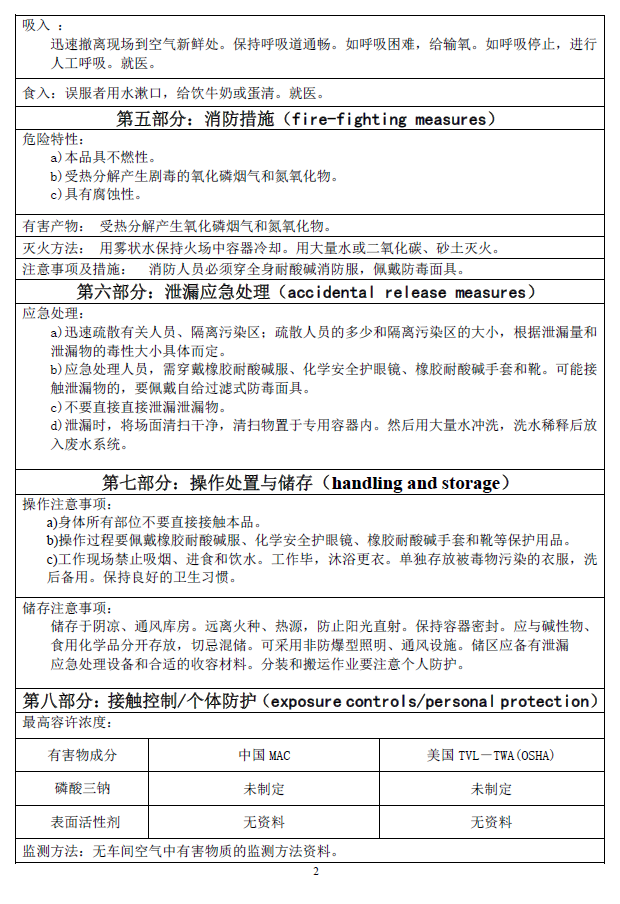 吸入 ：
迅速撤离现场到空气新鲜处。保持呼吸道通畅。如呼吸困难，给输氧。如呼吸停止，进行
人工呼吸。就医。
食入：误服者用水漱口，给饮牛奶或蛋清。就医。
第五部分：消防措施（fire-fighting measures）
危险特性：
a)本品具不燃性。
b)受热分解产生剧毒的氧化磷烟气和氮氧化物。
c)具有腐蚀性。
有害产物： 受热分解产生氧化磷烟气和氮氧化物。
灭火方法： 用雾状水保持火场中容器冷却。用大量水或二氧化碳、砂土灭火。
注意事项及措施： 消防人员必须穿全身耐酸碱消防服，佩戴防毒面具。
第六部分：泄漏应急处理（accidental release measures）
应急处理：
a)迅速疏散有关人员、隔离污染区；疏散人员的多少和隔离污染区的大小，根据泄漏量和
泄漏物的毒性大小具体而定。
b)应急处理人员，需穿戴橡胶耐酸碱服、化学安全护眼镜、橡胶耐酸碱手套和靴。可能接
触泄漏物的，要佩戴自给过滤式防毒面具。
c)不要直接直接泄漏泄漏物。
d)泄漏时，将场面清扫干净，清扫物置于专用容器内。然后用大量水冲洗，洗水稀释后放
入废水系统。
第七部分：操作处置与储存（handling and storage）
操作注意事项：
a)身体所有部位不要直接接触本品。
b)操作过程要佩戴橡胶耐酸碱服、化学安全护眼镜、橡胶耐酸碱手套和靴等保护用品。
c)工作现场禁止吸烟、进食和饮水。工作毕，沐浴更衣。单独存放被毒物污染的衣服，洗
后备用。保持良好的卫生习惯。
储存注意事项：
储存于阴凉、通风库房。远离火种、热源，防止阳光直射。保持容器密封。应与碱性物、
食用化学品分开存放，切忌混储。可采用非防爆型照明、通风设施。储区应备有泄漏
应急处理设备和合适的收容材料。分装和搬运作业要注意个人防护。
第八部分：接触控制/个体防护（exposure controls/personal protection）
最高容许浓度：
有害物成分 中国 MAC 美国 TVL－TWA(OSHA)
磷酸三钠 未制定 未制定
表面活性剂 无资料 无资料
监测方法：无车间空气中有害物质的监测方法资料。
2